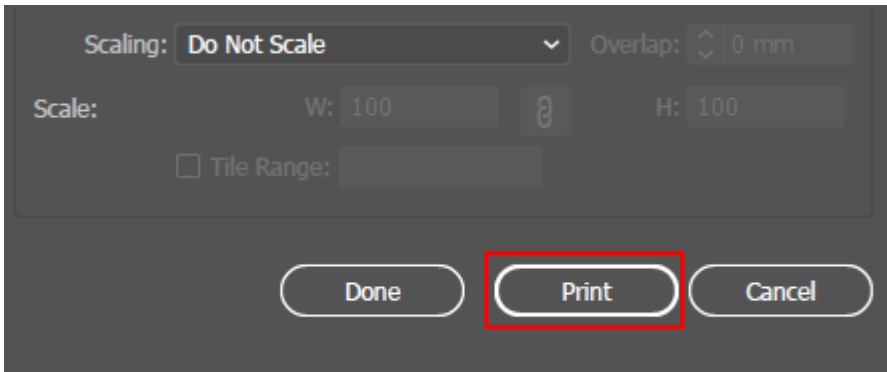 Scaling: Do Not Scale Overlap: 0 mm
Scale: W: 100 H: 100
Tile Range:
Done Print Cancel